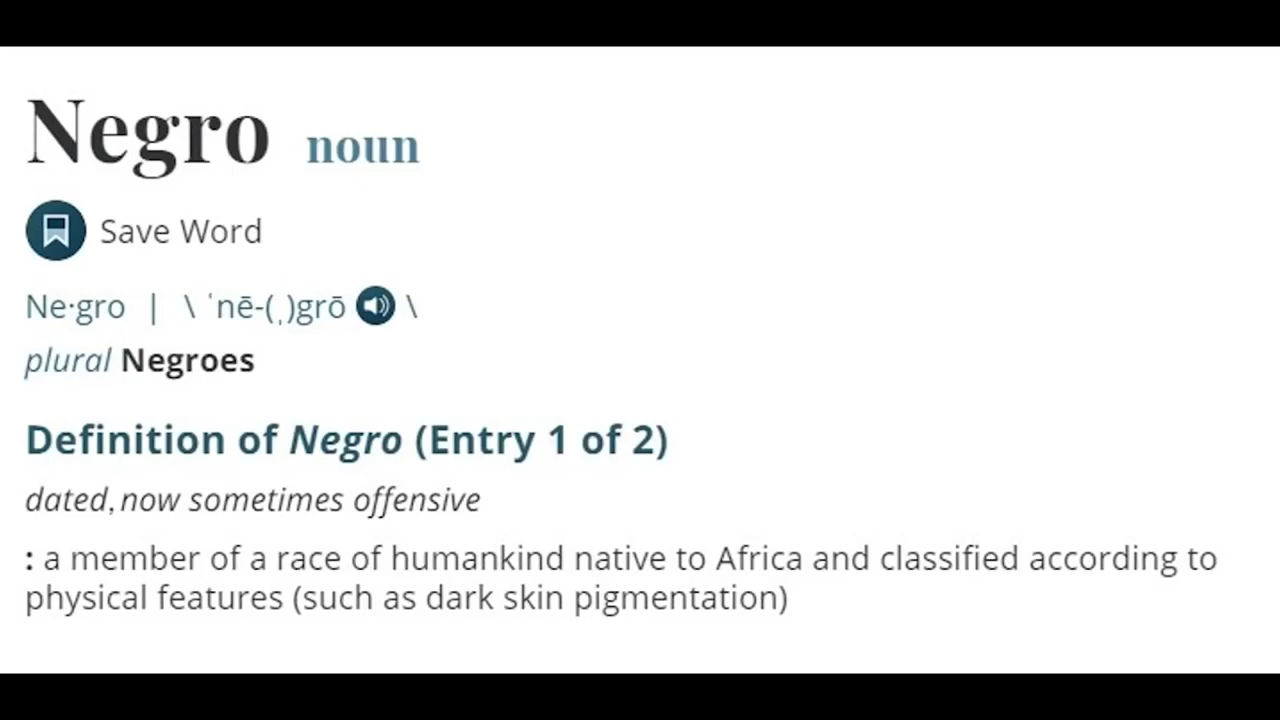 Negro noun
Save Word
Ne·gro | \ ˈnē-(ˌ)grō \
plural Negroes
Definition of Negro (Entry 1 of 2)
dated, now sometimes offensive
: a member of a race of humankind native to Africa and classified according to
physical features (such as dark skin pigmentation)